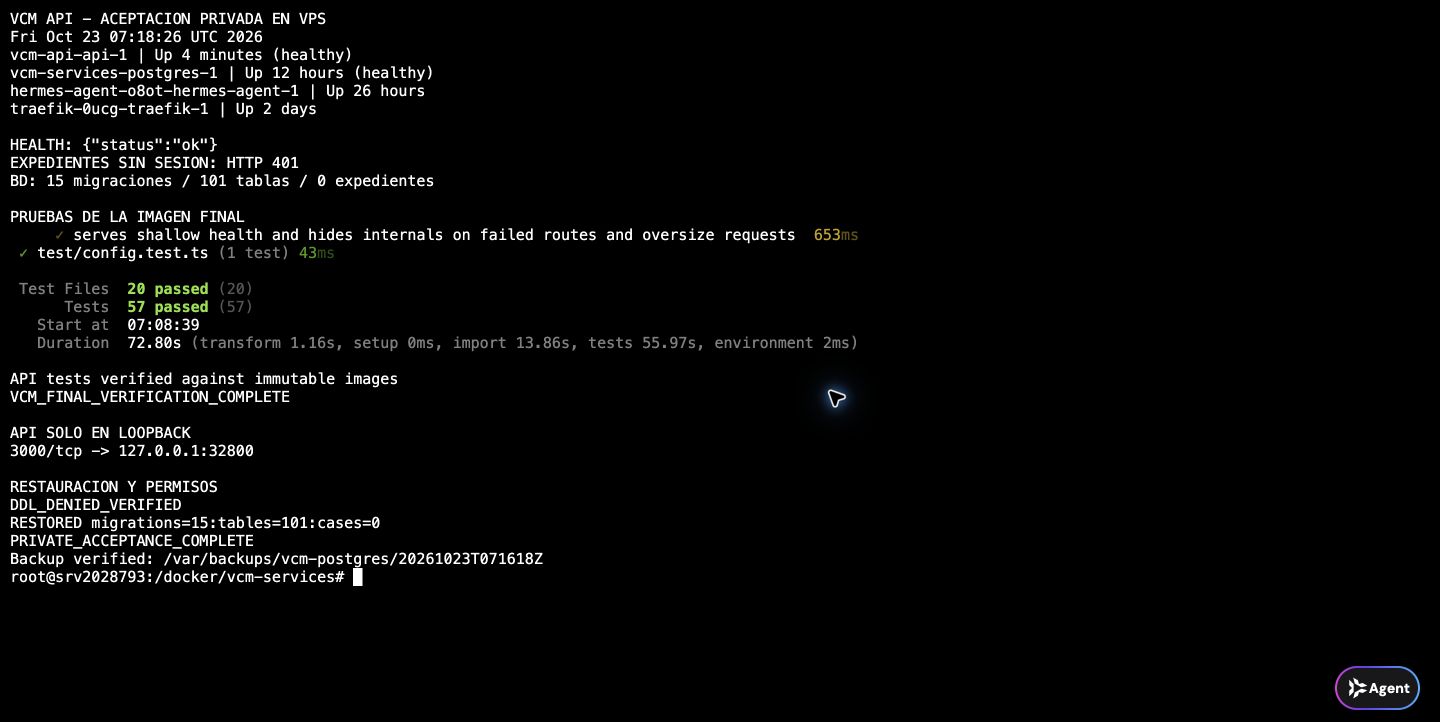 VCM API - ACEPTACION PRIVADA EN VPS
Fri Oct 23 07:18:26 UTC 2026
vcm-api-api-1 | Up 4 minutes (healthy)
vcm-services-postgres-1 | Up 12 hours (healthy)
hermes-agent-o8ot-hermes-agent-1 | Up 26 hours
traefik-0ucg-traefik-1 | Up 2 days
HEALTH: {"status":"ok"}
EXPEDIENTES SIN SESION: HTTP 401
BD: 15 migraciones / 101 tablas / 0 expedientes
PRUEBAS DE LA IMAGEN FINAL
✓ serves shallow health and hides internals on failed routes and oversize requests 653ms
✓ test/config.test.ts (1 test) 43ms
Test Files 20 passed (20)
Tests 57 passed (57)
Start at 07:08:39
Duration 72.80s (transform 1.16s, setup 0ms, import 13.86s, tests 55.97s, environment 2ms)
API tests verified against immutable images
VCM_FINAL_VERIFICATION_COMPLETE
API SOLO EN LOOPBACK
3000/tcp -> 127.0.0.1:32800
RESTAURACION Y PERMISOS
DDL_DENIED_VERIFIED
RESTORED migrations=15:tables=101:cases=0
PRIVATE_ACCEPTANCE_COMPLETE
Backup verified: /var/backups/vcm-postgres/20261023T071618Z
root@srv2028793:/docker/vcm-services#
Agent